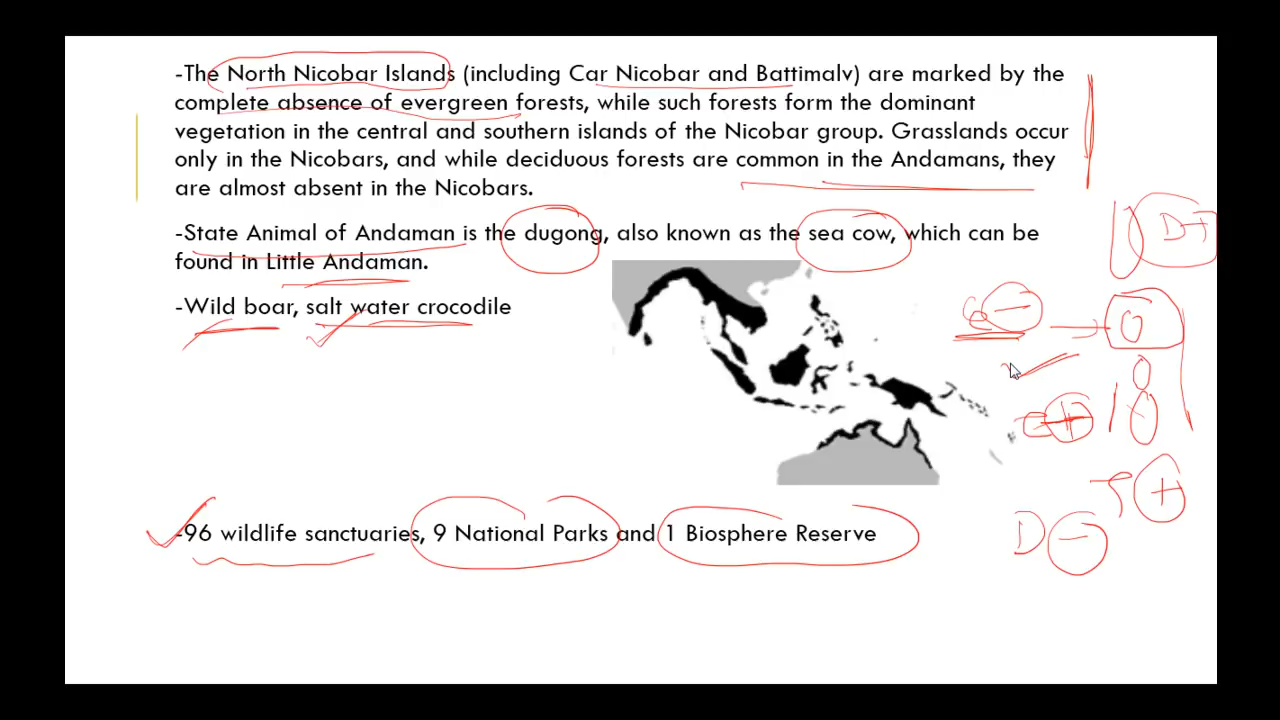 -The North Nicobar Islands (including Car Nicobar and Battimalv) are marked by the
complete absence of evergreen forests, while such forests form the dominant
vegetation in the central and southern islands of the Nicobar group. Grasslands occur
only in the Nicobars, and while deciduous forests are common in the Andamans, they
are almost absent in the Nicobars.
-State Animal of Andaman is the dugong, also known as the sea cow, which can be
found in Little Andaman.
D+
-Wild boar, salt water crocodile
-96 wildlife sanctuaries, 9 National Parks and 1 Biosphere Reserve
D -